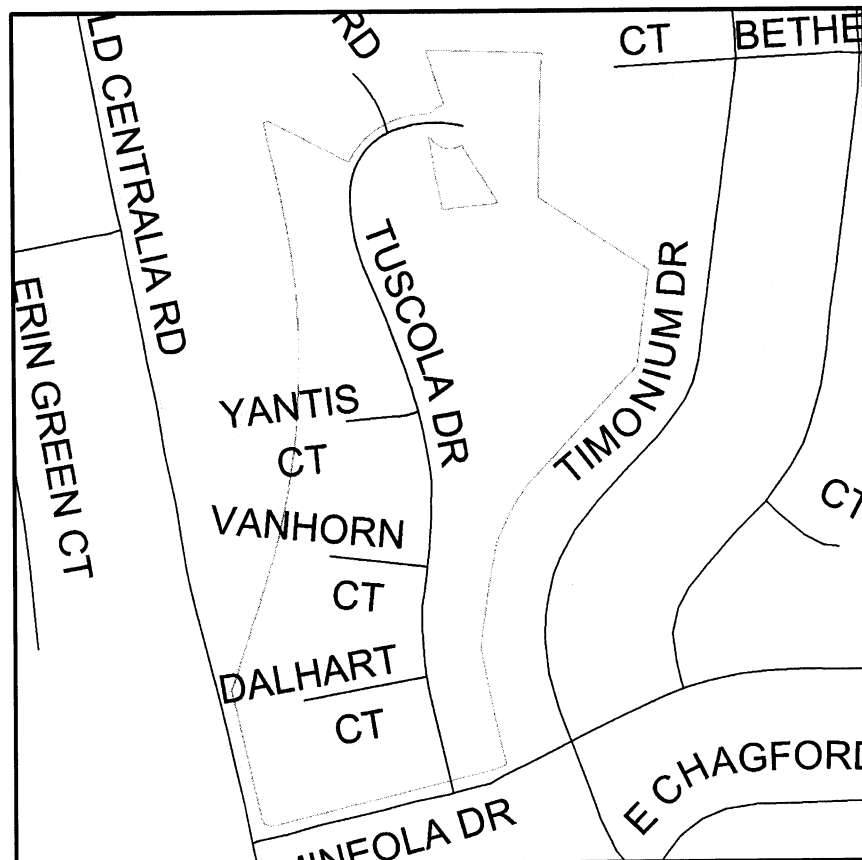 RD
CT
BETHE
LD CENTRALIA RD
TUSCOLA DR
TIMONIUM DR
ERIN GREEN CT
YANTIS
CT
VANHORN
CT
CT
DALHART
CT
E CHAGFORD
MINEOLA DR